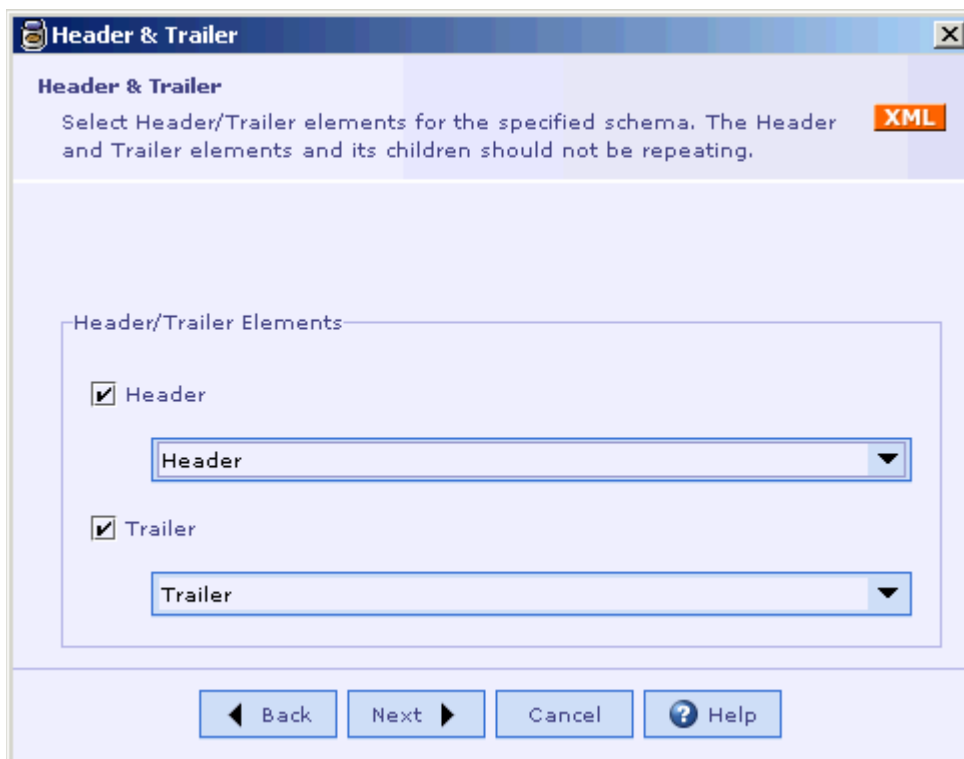 Header & Trailer
Header & Trailer
Select Header/Trailer elements for the specified schema. The Header
and Trailer elements and its children should not be repeating.
XML
Header/Trailer Elements
Header
Header
Trailer
Trailer
Back Next Cancel Help